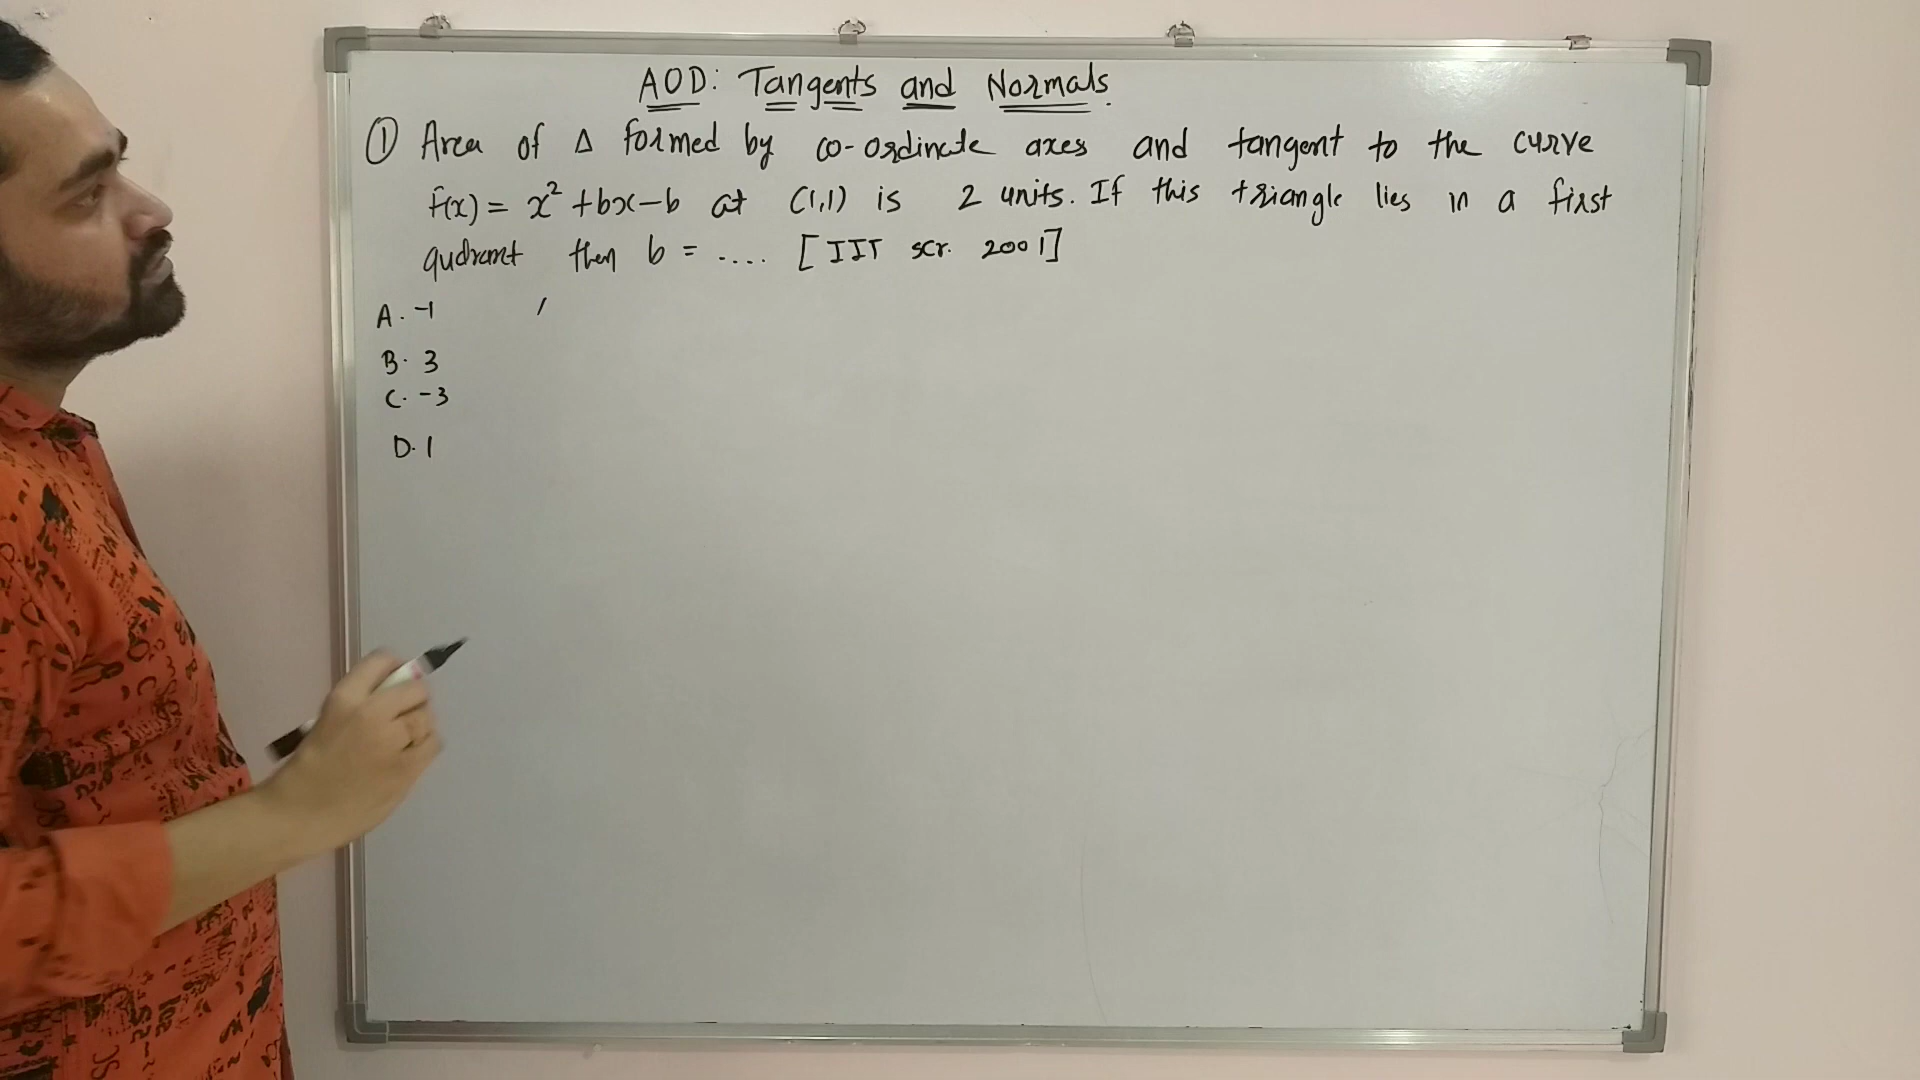 AOD: Tangents and Normals.
① Area of Δ formed by co-ordinate axes and tangent to the curve
f(x) = x² + bx - b at (1,1) is 2 units. If this triangle lies in a first
qudrant then b = .... [IIT scr. 2001]
A. -1
B. 3
C. -3
D. 1